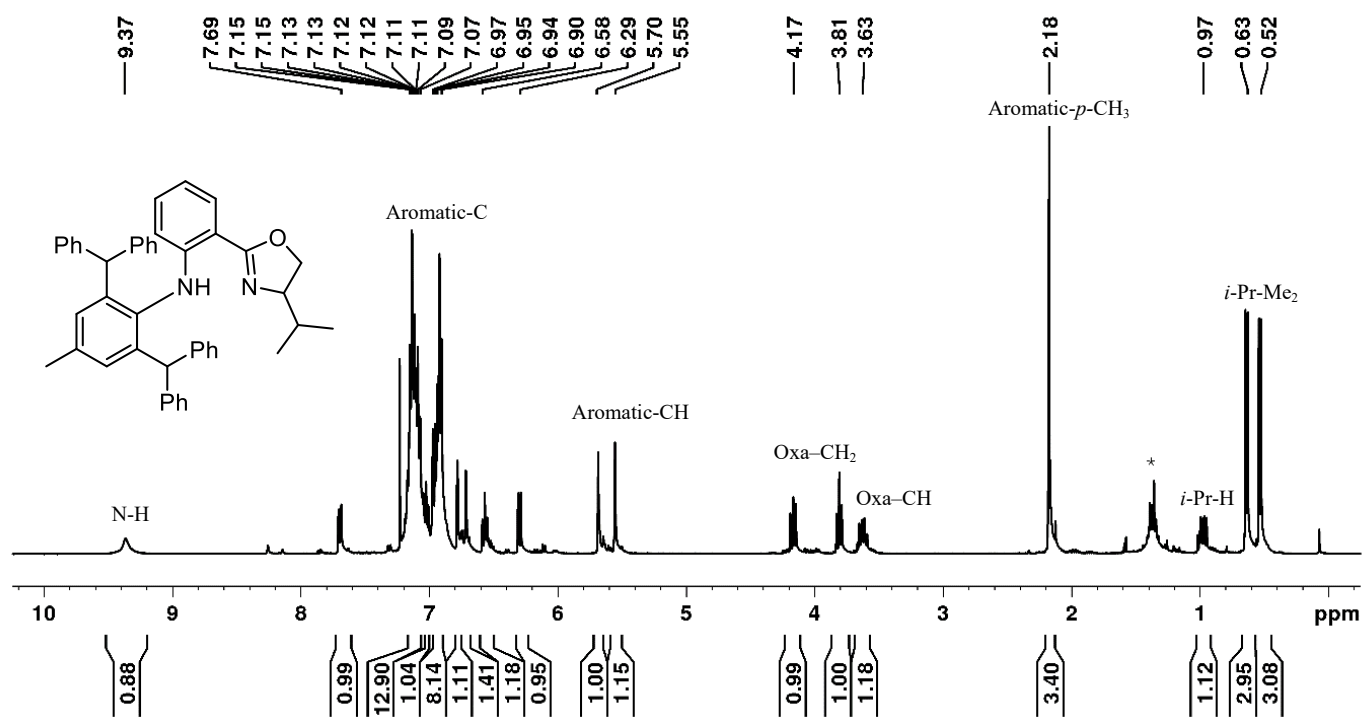 9.37 7.69 7.15 7.15 7.13 7.13 7.12 7.12 7.11 7.11 7.09 7.07 6.97 6.95 6.94 6.90 6.58 6.29 5.70 5.55 4.17 3.81 3.63 2.18 0.97 0.63 0.52
Aromatic-p-CH₃
Aromatic-C
O
Ph Ph
NH N
i-Pr-Me₂
Ph
Ph
Aromatic-CH
Oxa–CH₂
*
Oxa–CH
i-Pr-H
N-H
10 9 8 7 6 5 4 3 2 1 ppm
0.88 0.99 12.90 1.04 8.14 1.11 1.41 1.18 0.95 1.00 1.15 0.99 1.00 1.18 3.40 1.12 2.95 3.08